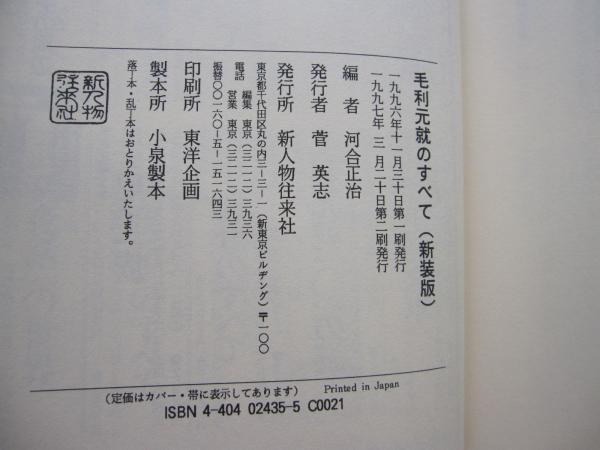 毛利元就のすべて(新装版)
一九九六年十一月三十日第一刷発行
一九九七年 三月二十日第二刷発行
編 者 河合正治
発行者 菅 英志
発行所 新人物往来社
東京都千代田区丸の内三−三−一(新東京ビルヂング)〒一〇〇
電話 編集 東京(三二一二)三九三六
営業 東京(三二一二)三九三一
振替〇〇一六〇−五−一五一六四三
印刷所 東洋企画
製本所 小泉製本
新人物
往来社
落丁本・乱丁本はおとりかえいたします。
(定価はカバー・帯に表示してあります) Printed in Japan
ISBN 4-404 02435-5 C0021